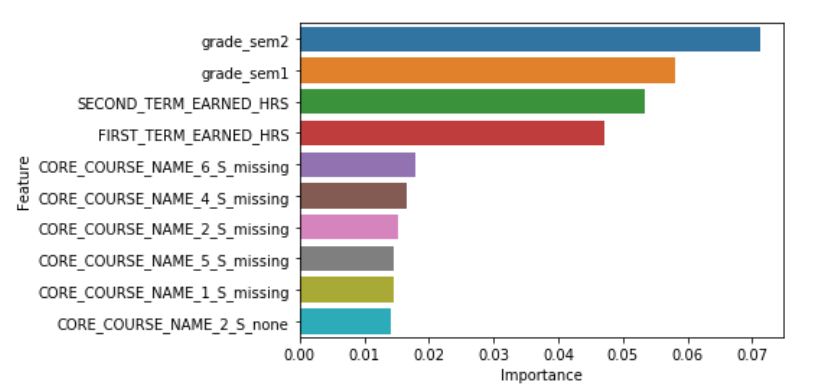 grade_sem2
grade_sem1
SECOND_TERM_EARNED_HRS
FIRST_TERM_EARNED_HRS
CORE_COURSE_NAME_6_S_missing
CORE_COURSE_NAME_4_S_missing
CORE_COURSE_NAME_2_S_missing
CORE_COURSE_NAME_5_S_missing
CORE_COURSE_NAME_1_S_missing
CORE_COURSE_NAME_2_S_none
Feature
0.00 0.01 0.02 0.03 0.04 0.05 0.06 0.07
Importance